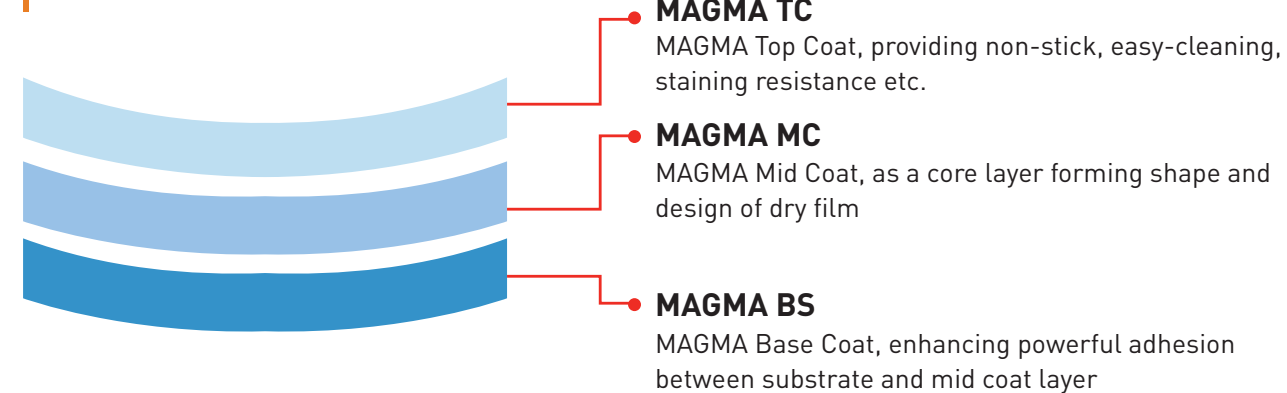 MAGMA TC
MAGMA Top Coat, providing non-stick, easy-cleaning,
staining resistance etc.
MAGMA MC
MAGMA Mid Coat, as a core layer forming shape and
design of dry film
MAGMA BS
MAGMA Base Coat, enhancing powerful adhesion
between substrate and mid coat layer